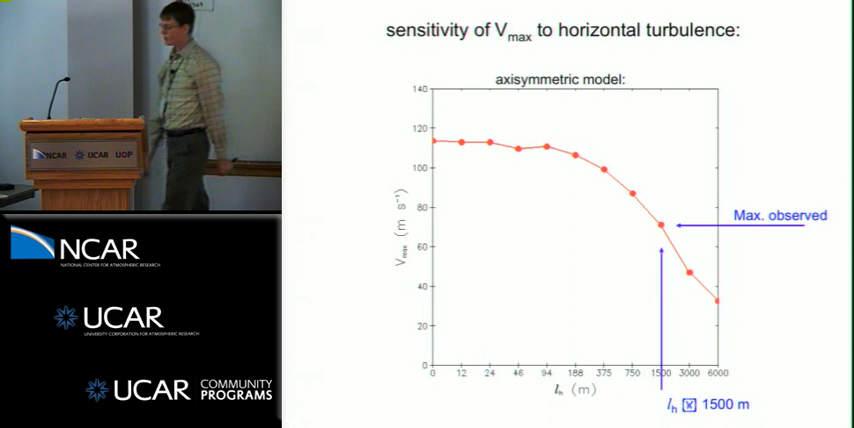 sensitivity of Vmax to horizontal turbulence:
axisymmetric model:
140
120
100
80
60
40
20
0
Vmax (m s⁻¹)
0 12 24 46 94 188 375 750 1500 3000 6000
lh (m)
Max. observed
lh 1500 m
NCAR UCAR UOP
NCAR
NATIONAL CENTER FOR ATMOSPHERIC RESEARCH
UCAR
UNIVERSITY CORPORATION FOR ATMOSPHERIC RESEARCH
UCAR COMMUNITY PROGRAMS